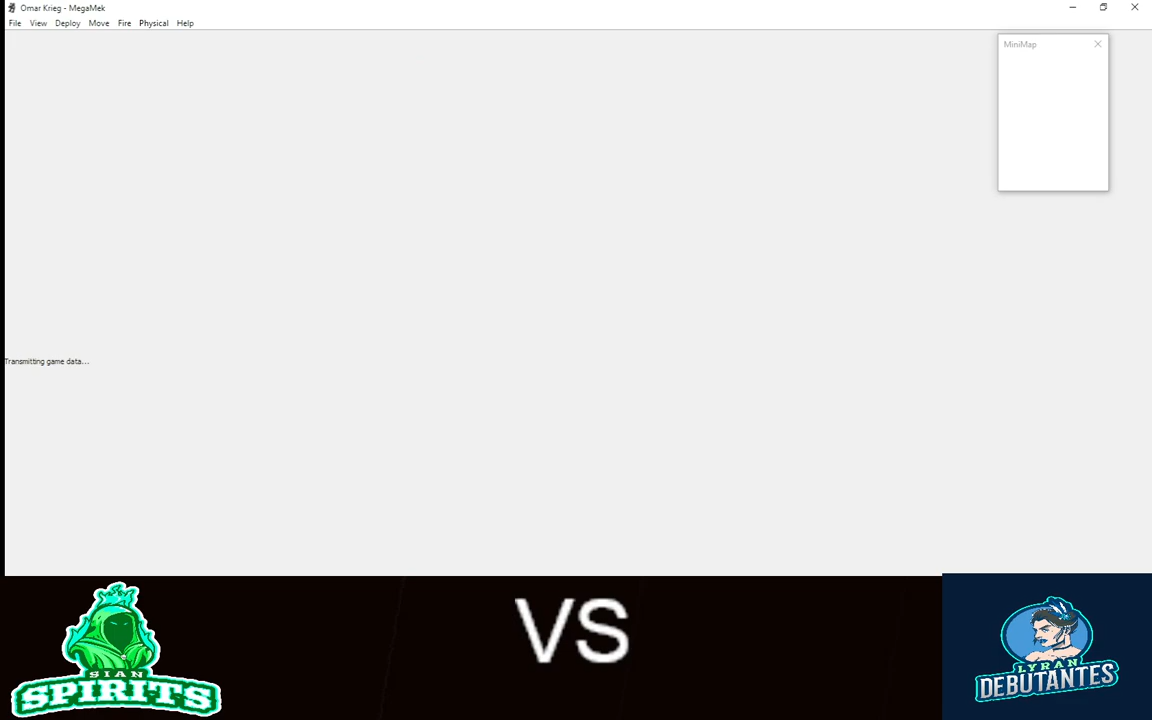 Omar Krieg - MegaMek
File View Deploy Move Fire Physical Help
MiniMap
Transmitting game data...
VS
SIAN
SPIRITS
LYRAN
DEBUTANTES